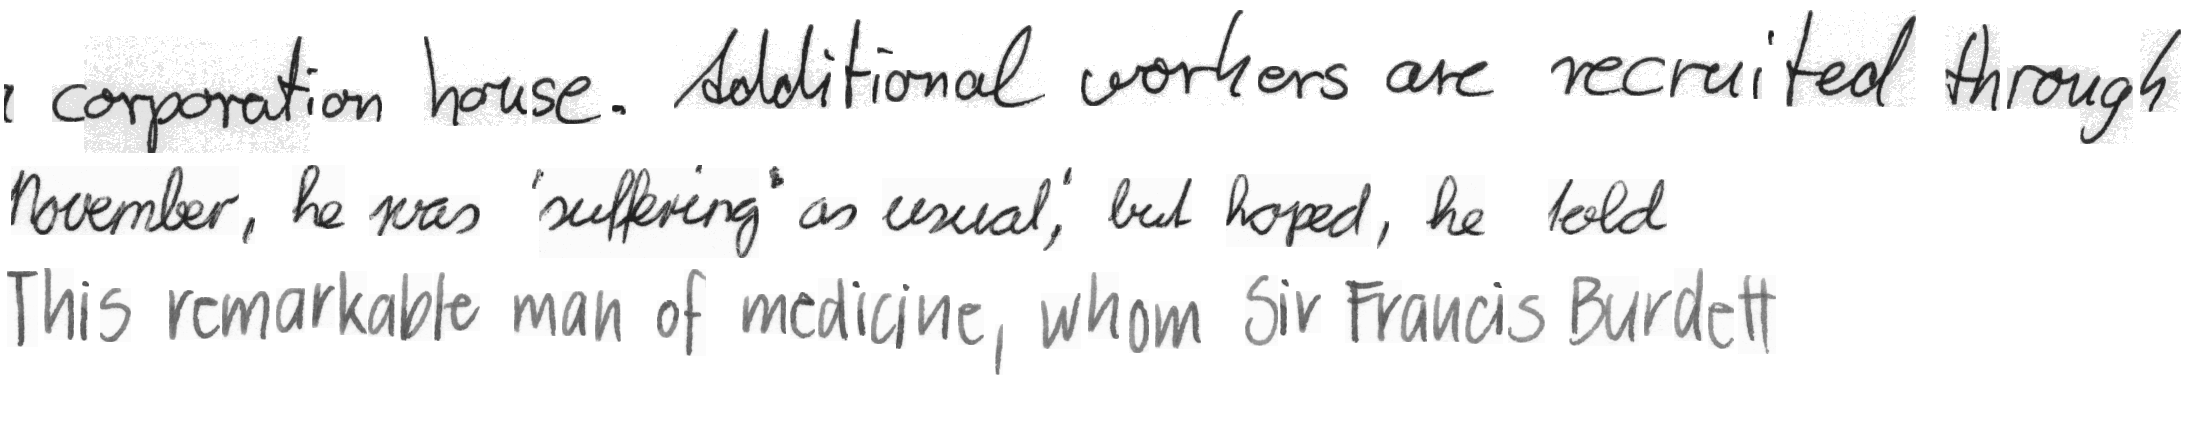 corporation house. Additional workers are recruited through
November, he was 'suffering' as usual,' but hoped, he told
This remarkable man of medicine, whom Sir Francis Burdett